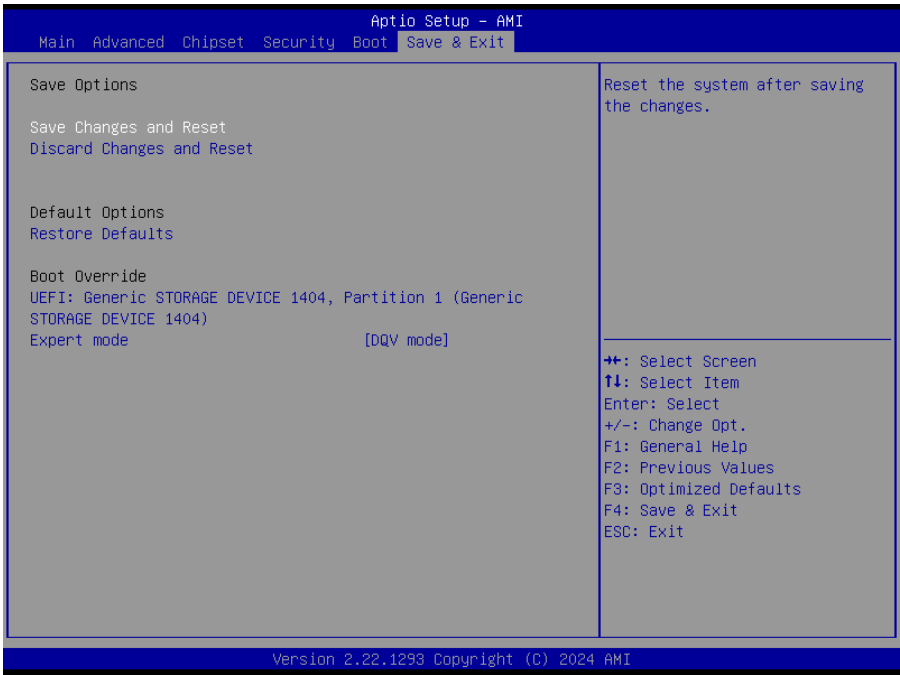 Aptio Setup – AMI
Main Advanced Chipset Security Boot Save & Exit
Save Options
Save Changes and Reset
Discard Changes and Reset
Default Options
Restore Defaults
Boot Override
UEFI: Generic STORAGE DEVICE 1404, Partition 1 (Generic
STORAGE DEVICE 1404)
Expert mode [DQV mode]
Reset the system after saving
the changes.
→←: Select Screen
↑↓: Select Item
Enter: Select
+/-: Change Opt.
F1: General Help
F2: Previous Values
F3: Optimized Defaults
F4: Save & Exit
ESC: Exit
Version 2.22.1293 Copyright (C) 2024 AMI